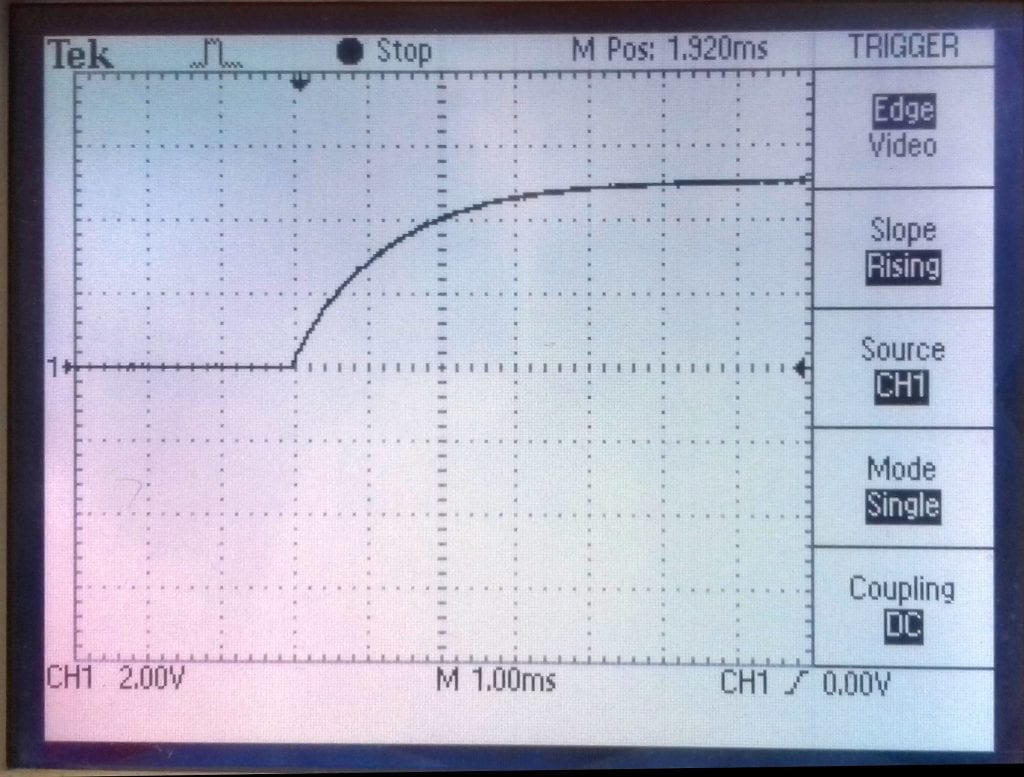 Tek Stop M Pos: 1.920ms TRIGGER
Edge
Video
Slope
Rising
Source
CH1
Mode
Single
Coupling
DC
1
CH1 2.00V M 1.00ms CH1 0.00V